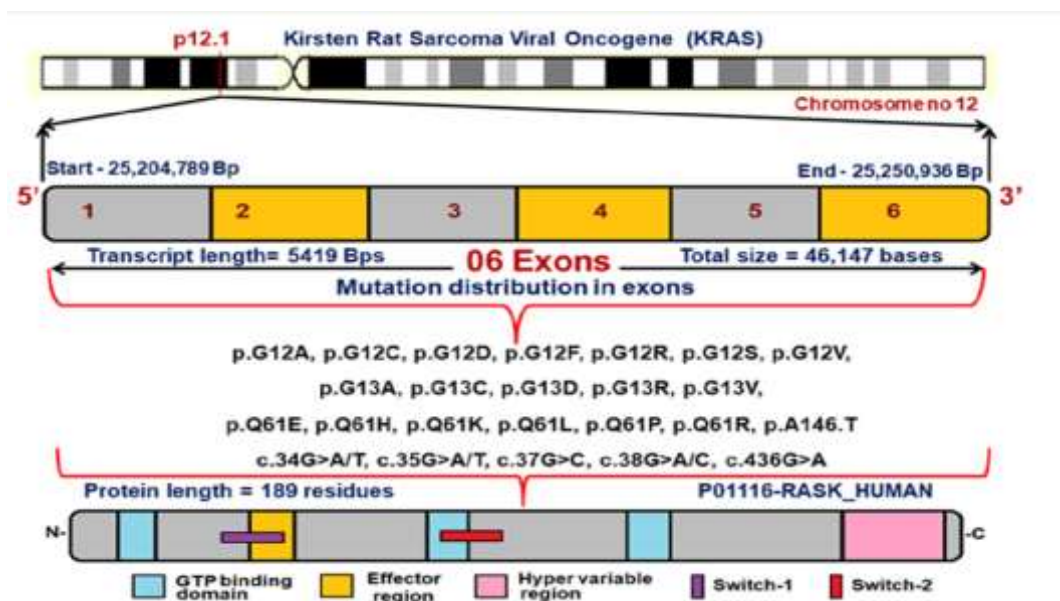 p12.1
Kirsten Rat Sarcoma Viral Oncogene (KRAS)
Chromosome no 12
Start - 25,204,789 Bp
End - 25,250,936 Bp
5’
1 2 3 4 5 6
3’
Transcript length= 5419 Bps
06 Exons
Total size = 46,147 bases
Mutation distribution in exons
p.G12A, p.G12C, p.G12D, p.G12F, p.G12R, p.G12S, p.G12V,
p.G13A, p.G13C, p.G13D, p.G13R, p.G13V,
p.Q61E, p.Q61H, p.Q61K, p.Q61L, p.Q61P, p.Q61R, p.A146.T
c.34G>A/T, c.35G>A/T, c.37G>C, c.38G>A/C, c.436G>A
Protein length = 189 residues
P01116-RASK_HUMAN
N-
-C
GTP binding
domain
Effector
region
Hyper variable
region
Switch-1
Switch-2